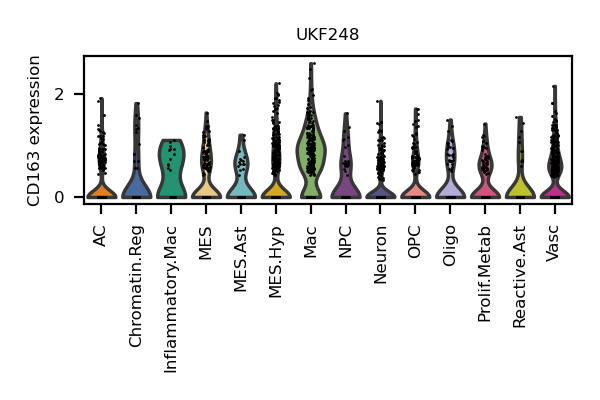 UKF248
CD163 expression
2
0
AC
Chromatin.Reg
Inflammatory.Mac
MES
MES.Ast
MES.Hyp
Mac
NPC
Neuron
OPC
Oligo
Prolif.Metab
Reactive.Ast
Vasc